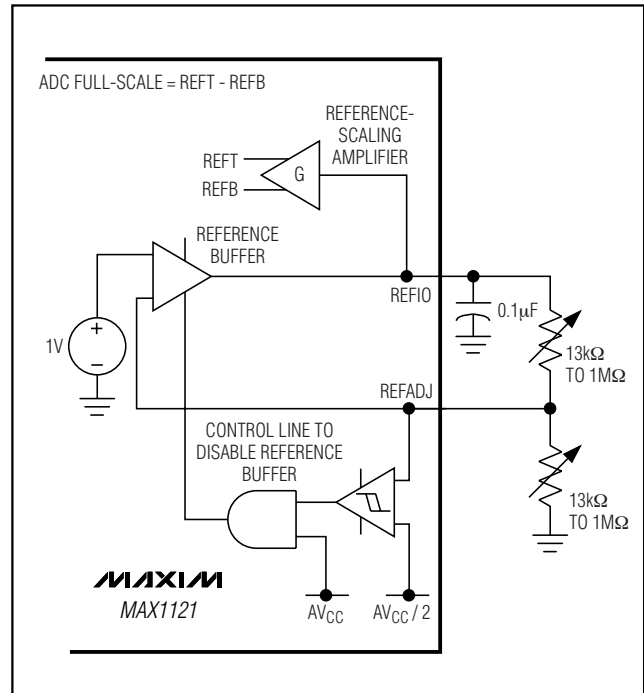 ADC FULL-SCALE = REFT - REFB
REFERENCE-
SCALING
AMPLIFIER
REFT
REFB
G
REFERENCE
BUFFER
REFIO
0.1µF
1V
+
−
13kΩ
TO 1MΩ
REFADJ
CONTROL LINE TO
DISABLE REFERENCE
BUFFER
13kΩ
TO 1MΩ
MAXIM
MAX1121
AVCC
AVCC / 2